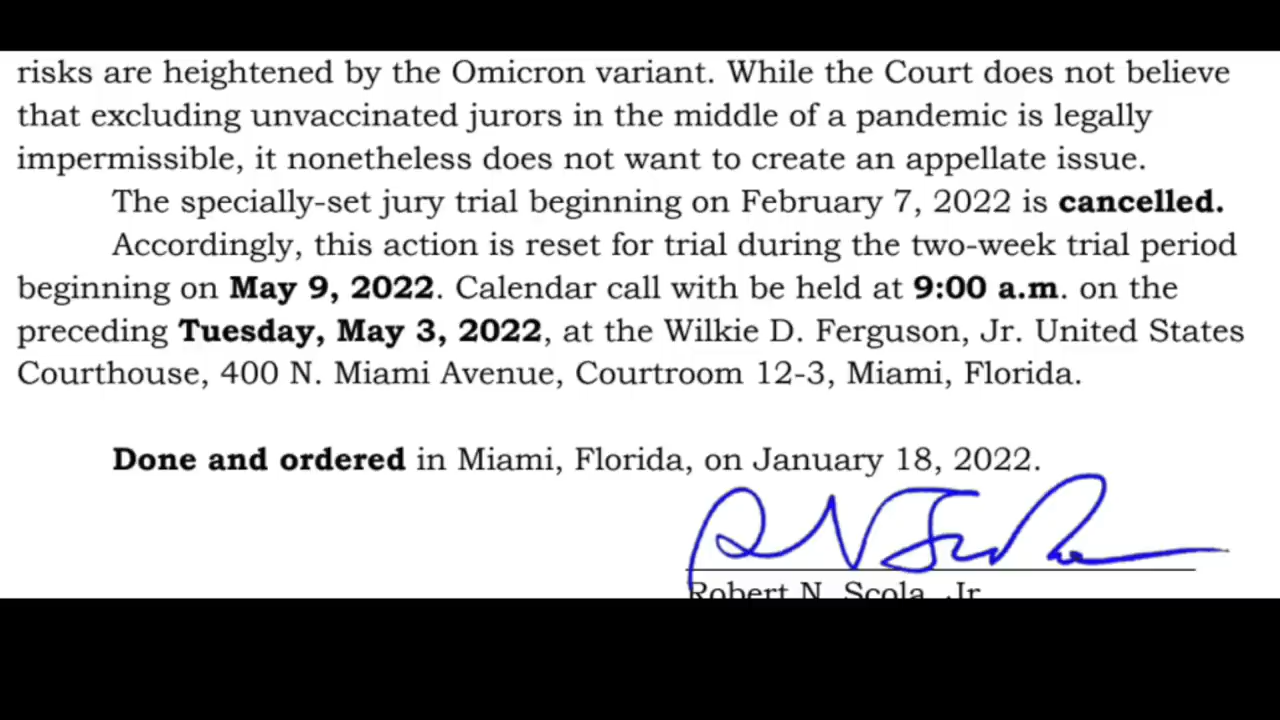 risks are heightened by the Omicron variant. While the Court does not believe
that excluding unvaccinated jurors in the middle of a pandemic is legally
impermissible, it nonetheless does not want to create an appellate issue.
The specially-set jury trial beginning on February 7, 2022 is cancelled.
Accordingly, this action is reset for trial during the two-week trial period
beginning on May 9, 2022. Calendar call with be held at 9:00 a.m. on the
preceding Tuesday, May 3, 2022, at the Wilkie D. Ferguson, Jr. United States
Courthouse, 400 N. Miami Avenue, Courtroom 12-3, Miami, Florida.
Done and ordered in Miami, Florida, on January 18, 2022.
Robert N. Scola, Jr